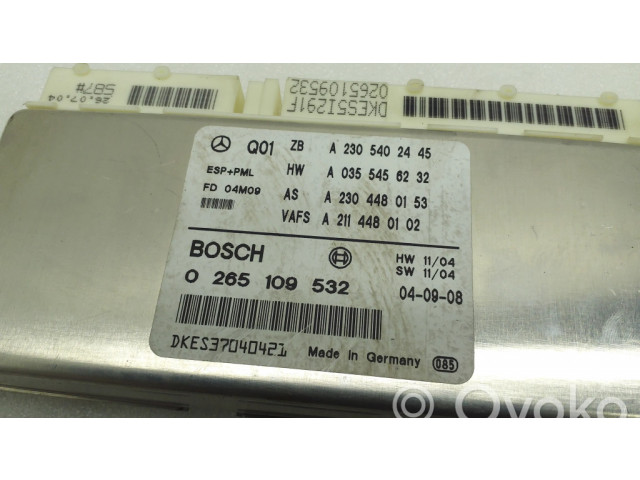 26.07.04
587#
DKES5I291F
0265109532
Q01 ZB A 230 540 24 45
ESP+PML HW A 035 545 62 32
FD 04M09 AS A 230 448 01 53
VAFS A 211 448 01 02
BOSCH HW 11/04
SW 11/04
0 265 109 532 04-09-08
DKES37040421 Made in Germany 085
Ovoko